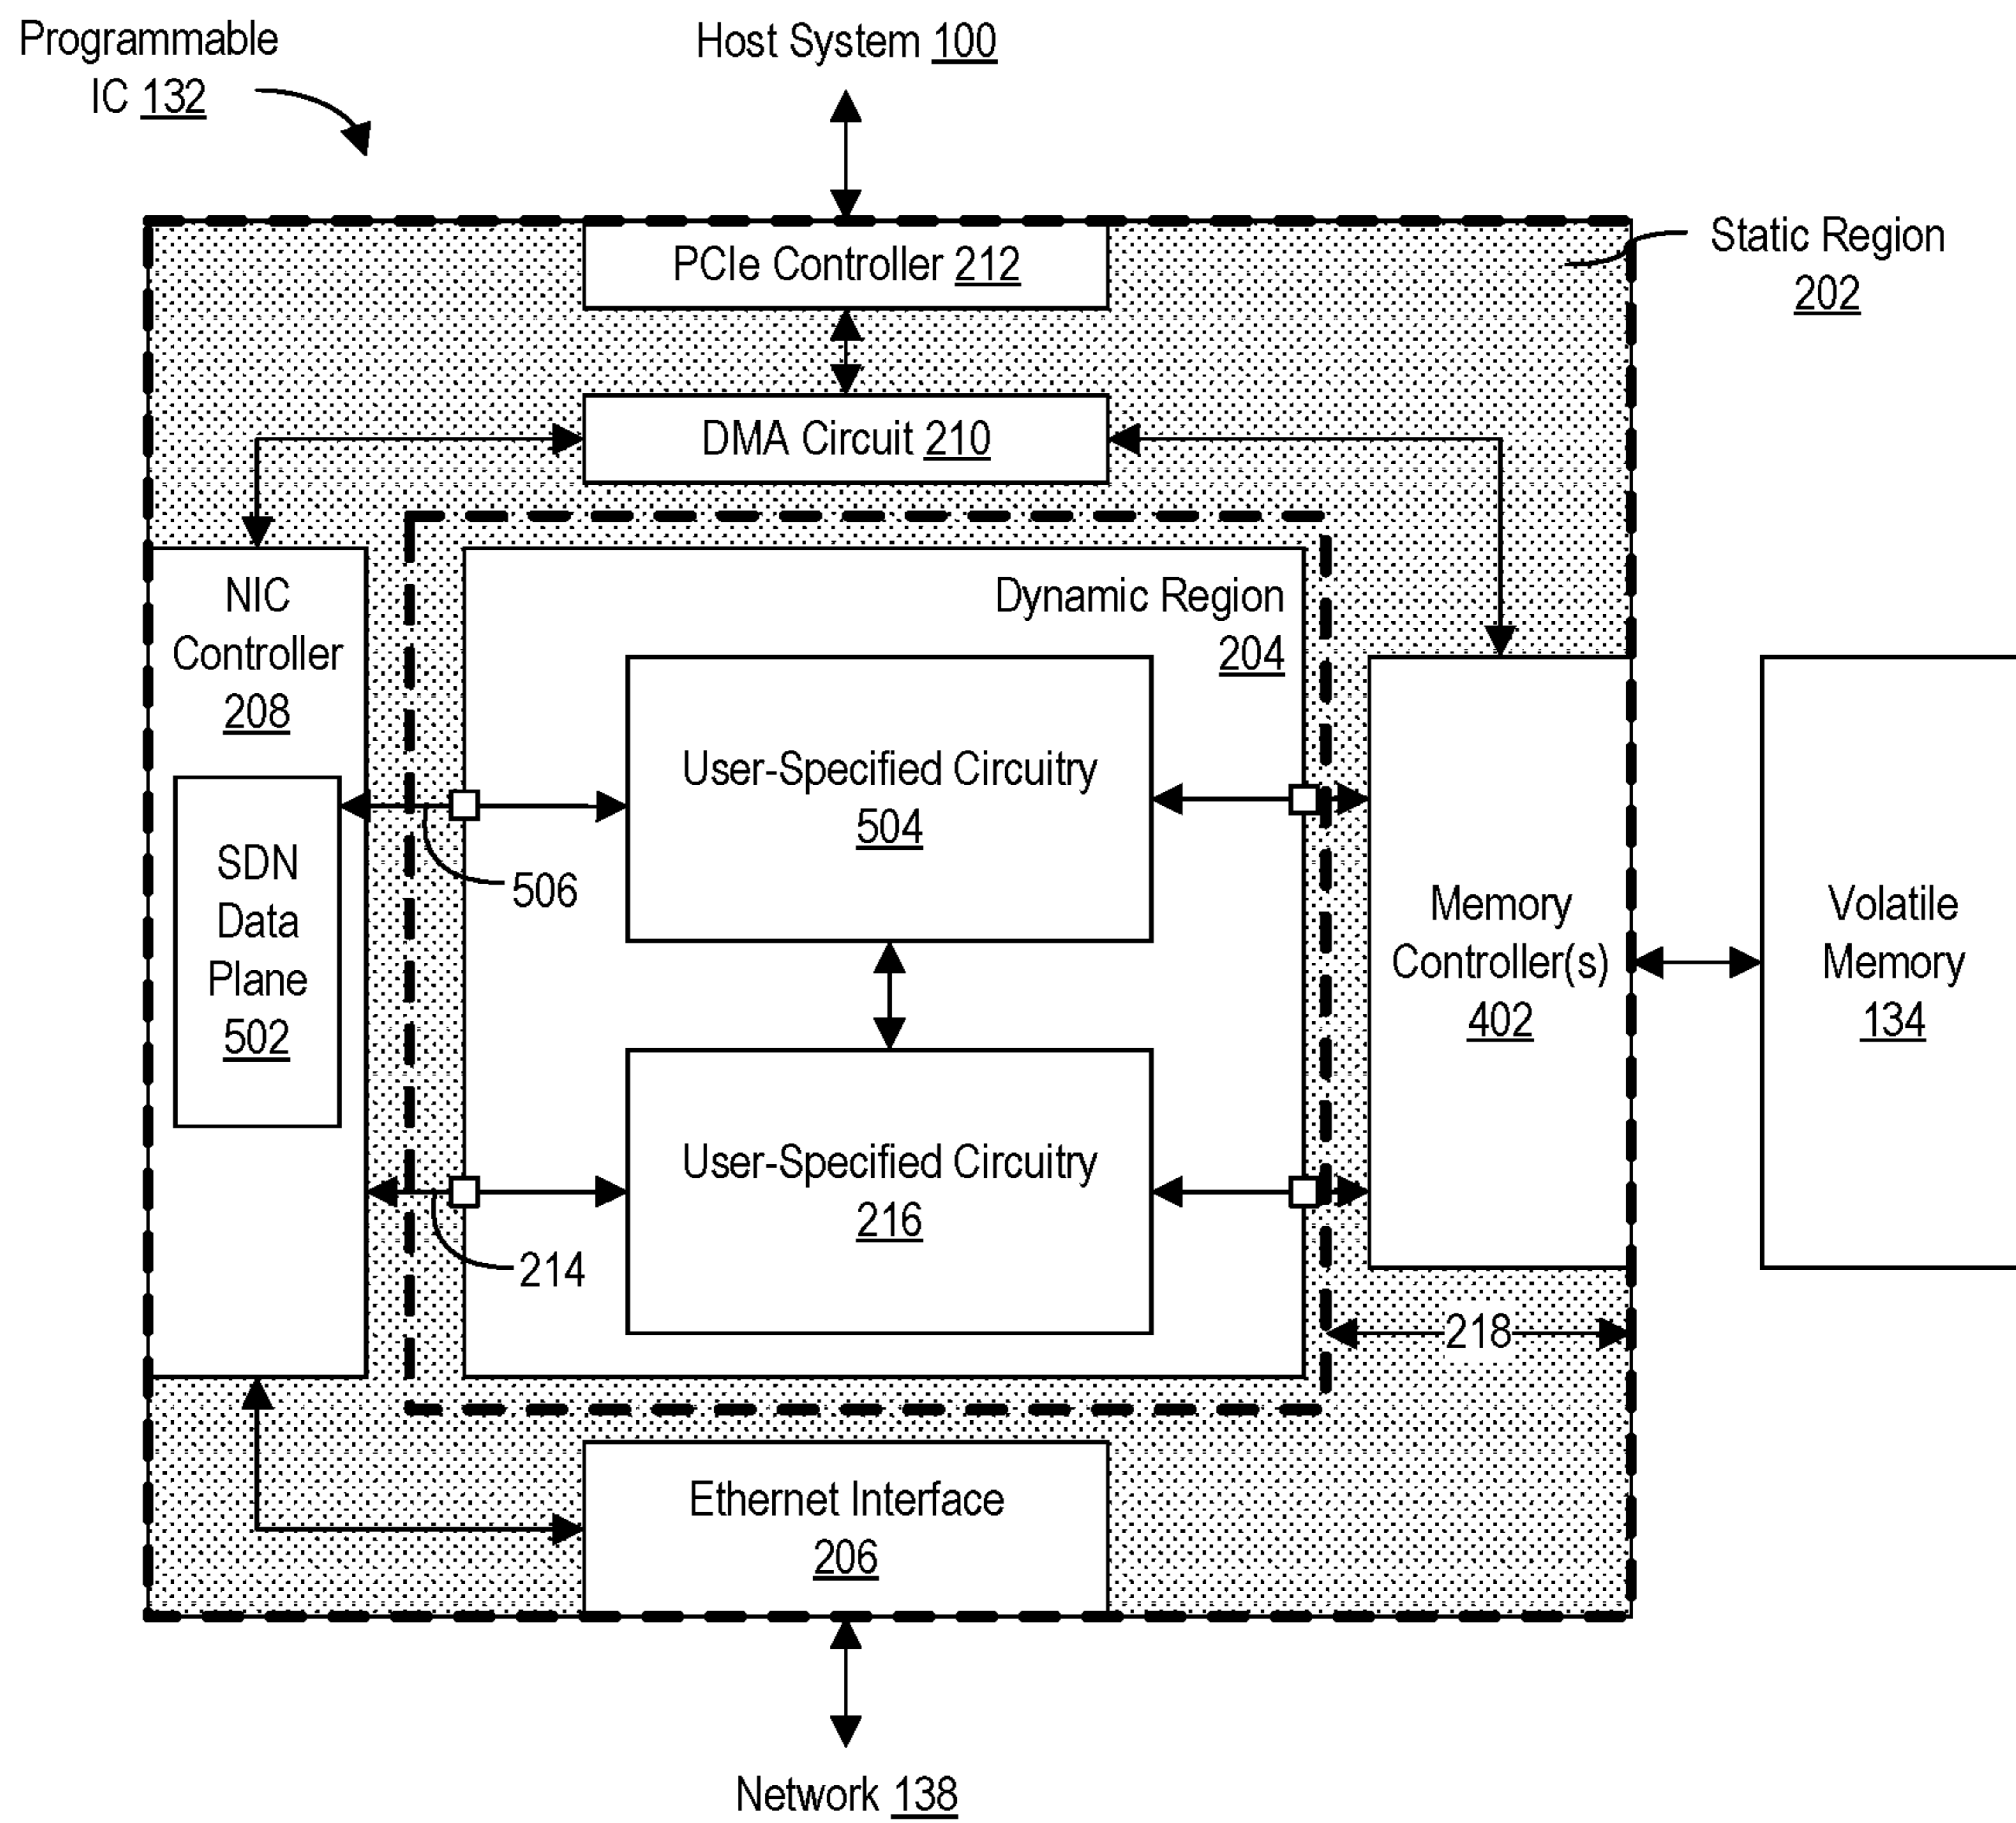 Programmable
IC 132
Host System 100
Static Region
202
PCIe Controller 212
DMA Circuit 210
NIC
Controller
208
Dynamic Region
204
User-Specified Circuitry
504
SDN
Data
Plane
502
506
Memory
Controller(s)
402
Volatile
Memory
134
User-Specified Circuitry
216
214
218
Ethernet Interface
206
Network 138